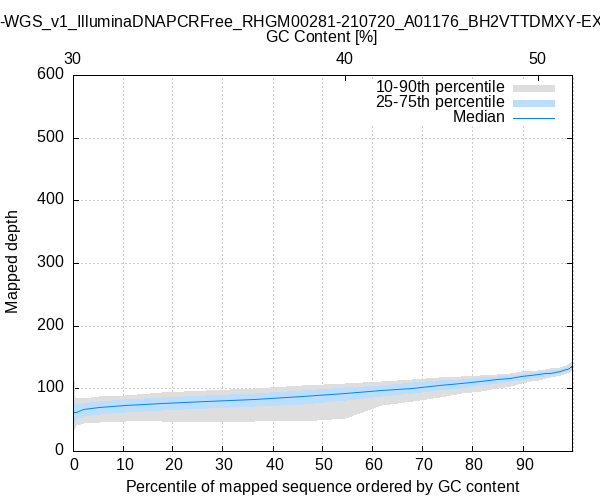 -WGS_v1_IlluminaDNAPCRFree_RHGM00281-210720_A01176_BH2VTTDMXY-EX
GC Content [%]
30 40 50
600
10-90th percentile
25-75th percentile
Median
500
400
300
200
100
0
Mapped depth
0 10 20 30 40 50 60 70 80 90
Percentile of mapped sequence ordered by GC content